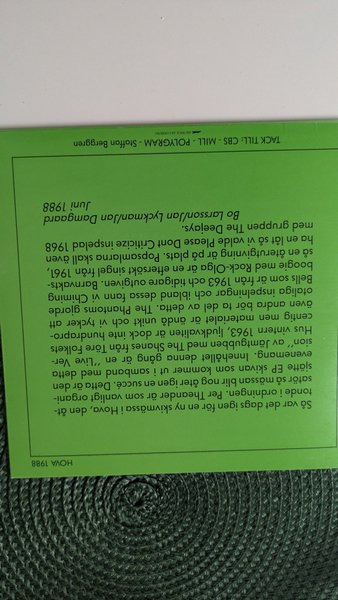 HOVA 1988
Så var det dags igen för en ny skivmässa i Hova, den åt-
tonde i ordningen. Per Theander är som vanligt organi-
satör så mässan blir nog åter igen en succé. Detta är den
sjätte EP skivan som kommer ut i samband med detta
evenemang. Innehållet denna gång är en "Live Ver-
sion" av Jämtgubben med The Shanes från Töre Folkets
Hus vintern 1963, ljudkvaliten är dock inte hundrapro-
centig men materialet är ändå unikt och vi tycker att
även andra bör ta del av detta. The Phantoms gjorde
otaliga inspelningar och ibland dessa fann vi Chiming
Bells som är från 1963 och tidigare outgiven. Barnvakts-
boogie med Rock-Olga är en eftersökt singel från 1961,
så en återutgivning är på plats. Popsamlarna skall även
ha en låt så vi valde Please Dont Criticize inspelad 1968
med gruppen The Deejays.
Bo Larsson/Jan Lyckman/Jan Damgaard
Juni 1988
TACK TILL: CBS - MILL - POLYGRAM - Staffan Berggren